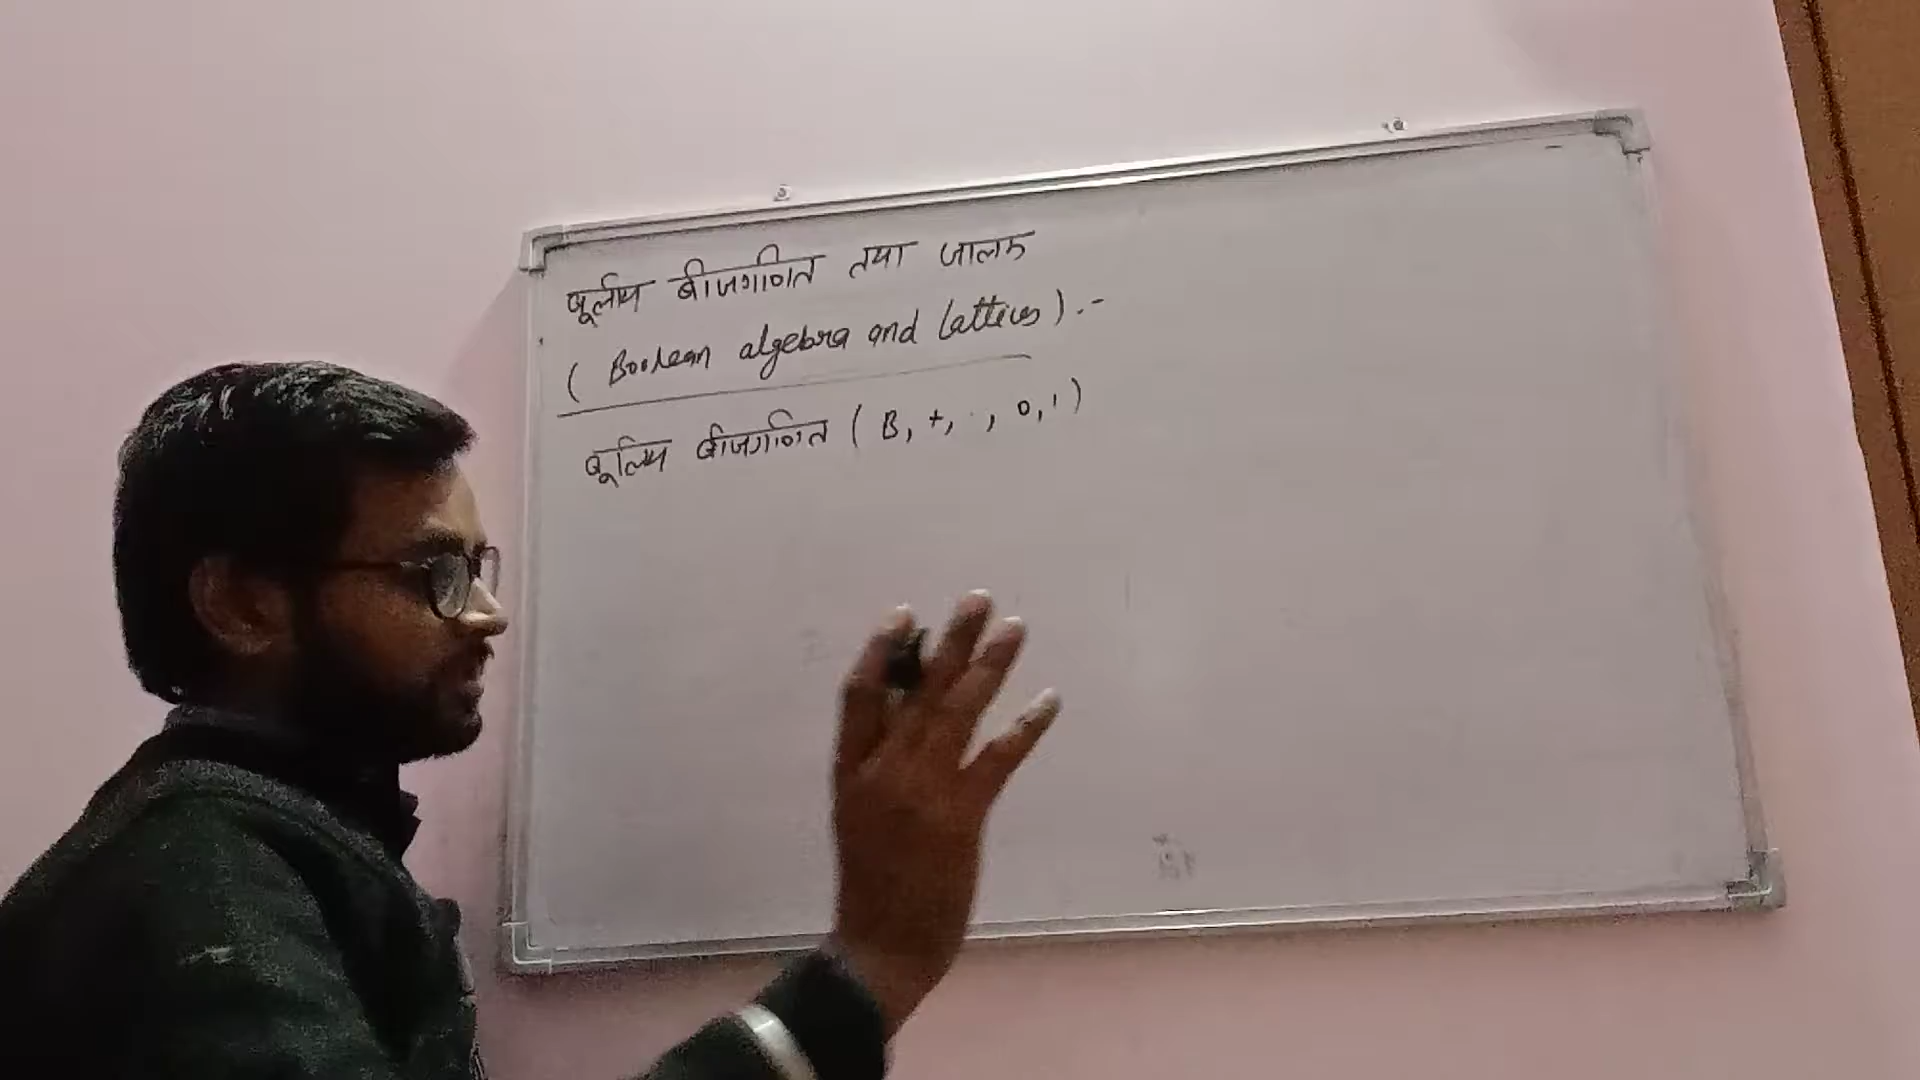 बूलीय बीजगणित तथा जालक
( Boolean algebra and Lattices ) .-
बूलिय बीजगणित ( B, +, ., 0, 1 )